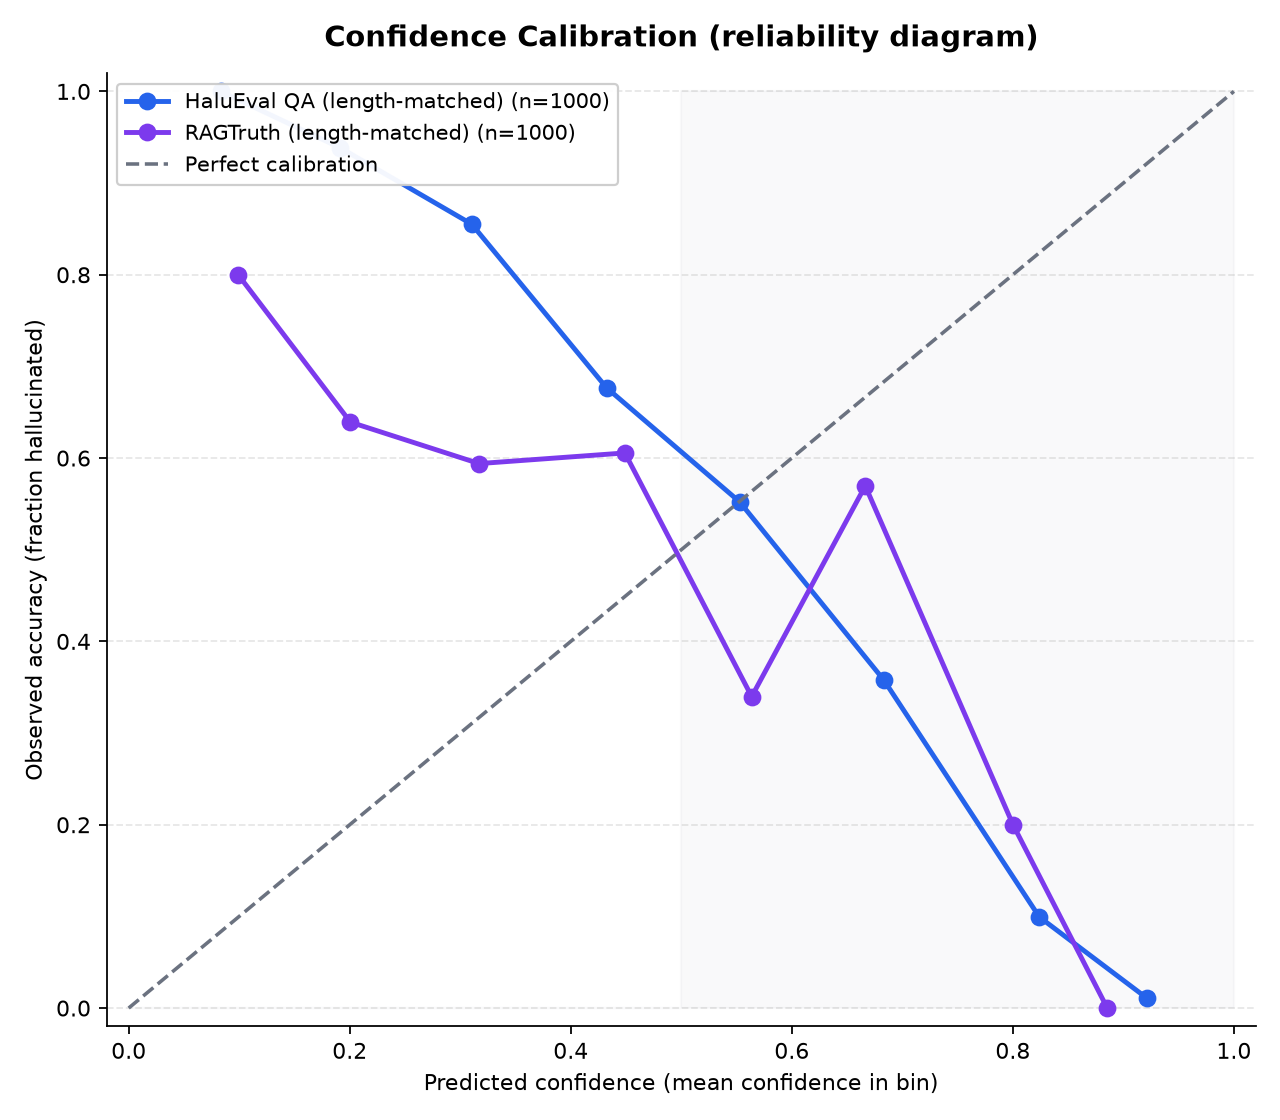 Confidence Calibration (reliability diagram)
HaluEval QA (length-matched) (n=1000)
RAGTruth (length-matched) (n=1000)
Perfect calibration
Observed accuracy (fraction hallucinated)
1.0
0.8
0.6
0.4
0.2
0.0
0.0 0.2 0.4 0.6 0.8 1.0
Predicted confidence (mean confidence in bin)